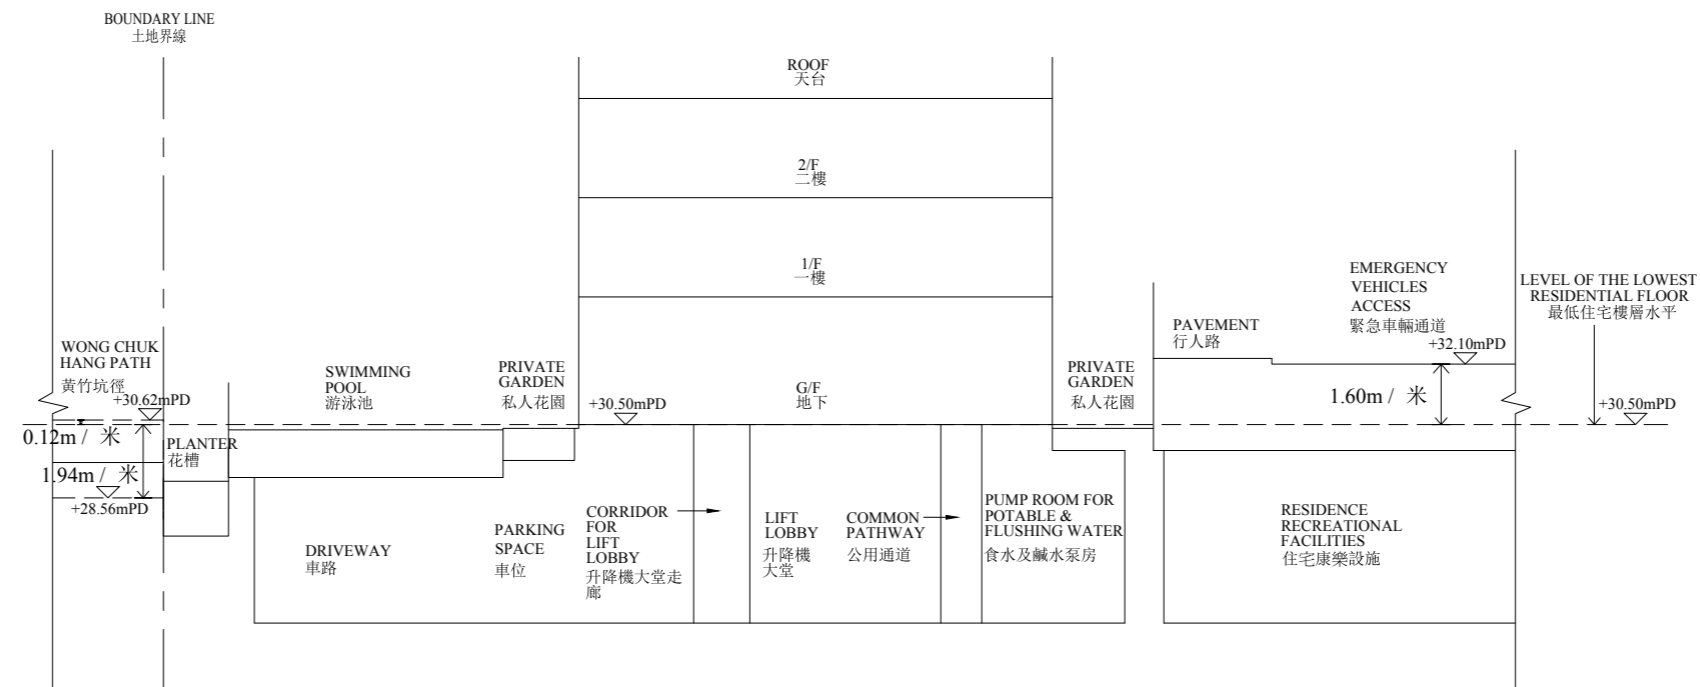 BOUNDARY LINE
土地界線
ROOF
天台
2/F
二樓
1/F
一樓
EMERGENCY
VEHICLES
ACCESS
緊急車輛通道
LEVEL OF THE LOWEST
RESIDENTIAL FLOOR
最低住宅樓層水平
PAVEMENT
行人路
+32.10mPD
WONG CHUK
HANG PATH
黃竹坑徑
+30.62mPD
SWIMMING
POOL
游泳池
PRIVATE
GARDEN
私人花園
+30.50mPD
G/F
地下
PRIVATE
GARDEN
私人花園
1.60m / 米
+30.50mPD
0.12m / 米
PLANTER
花槽
1.94m / 米
+28.56mPD
DRIVEWAY
車路
PARKING
SPACE
車位
CORRIDOR
FOR
LIFT
LOBBY
升降機大堂走
廊
LIFT
LOBBY
升降機
大堂
COMMON
PATHWAY
公用通道
PUMP ROOM FOR
POTABLE &
FLUSHING WATER
食水及鹹水泵房
RESIDENCE
RECREATIONAL
FACILITIES
住宅康樂設施